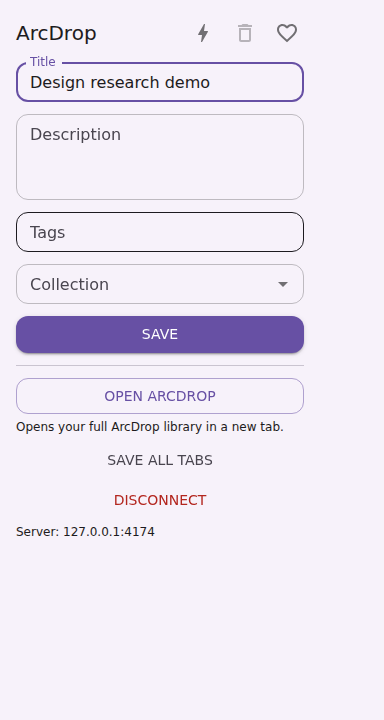 ArcDrop
Title
Design research demo
Description
Tags
Collection
SAVE
OPEN ARCDROP
Opens your full ArcDrop library in a new tab.
SAVE ALL TABS
DISCONNECT
Server: 127.0.0.1:4174